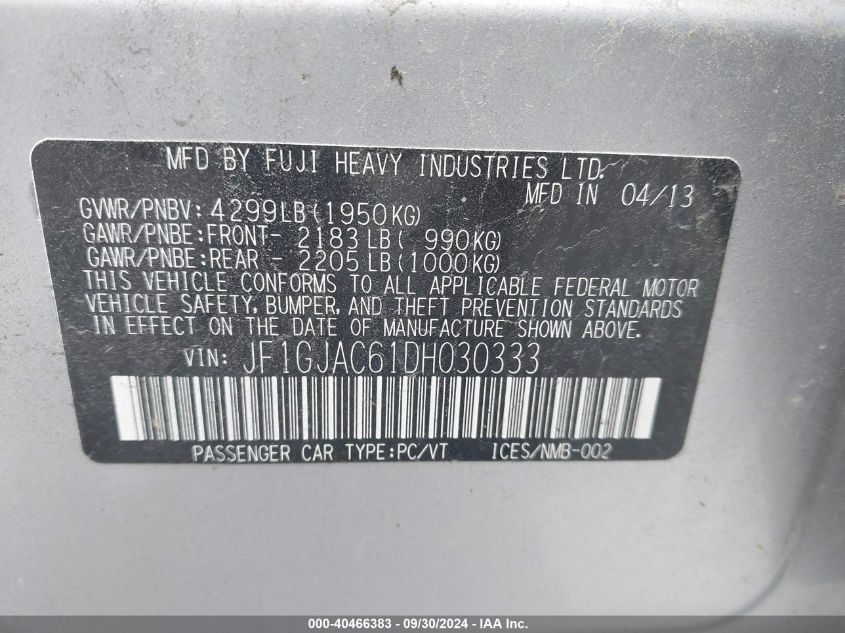 MFD BY FUJI HEAVY INDUSTRIES LTD.
MFD IN 04/13
GVWR/PNBV: 4299LB(1950KG)
GAWR/PNBE:FRONT- 2183LB( 990KG)
GAWR/PNBE:REAR - 2205LB(1000KG)
THIS VEHICLE CONFORMS TO ALL APPLICABLE FEDERAL MOTOR
VEHICLE SAFETY, BUMPER, AND THEFT PREVENTION STANDARDS
IN EFFECT ON THE DATE OF MANUFACTURE SHOWN ABOVE.
VIN: JF1GJAC61DH030333
PASSENGER CAR TYPE:PC/VT ICES/NMB-002
000-40466383 - 09/30/2024 - IAA Inc.